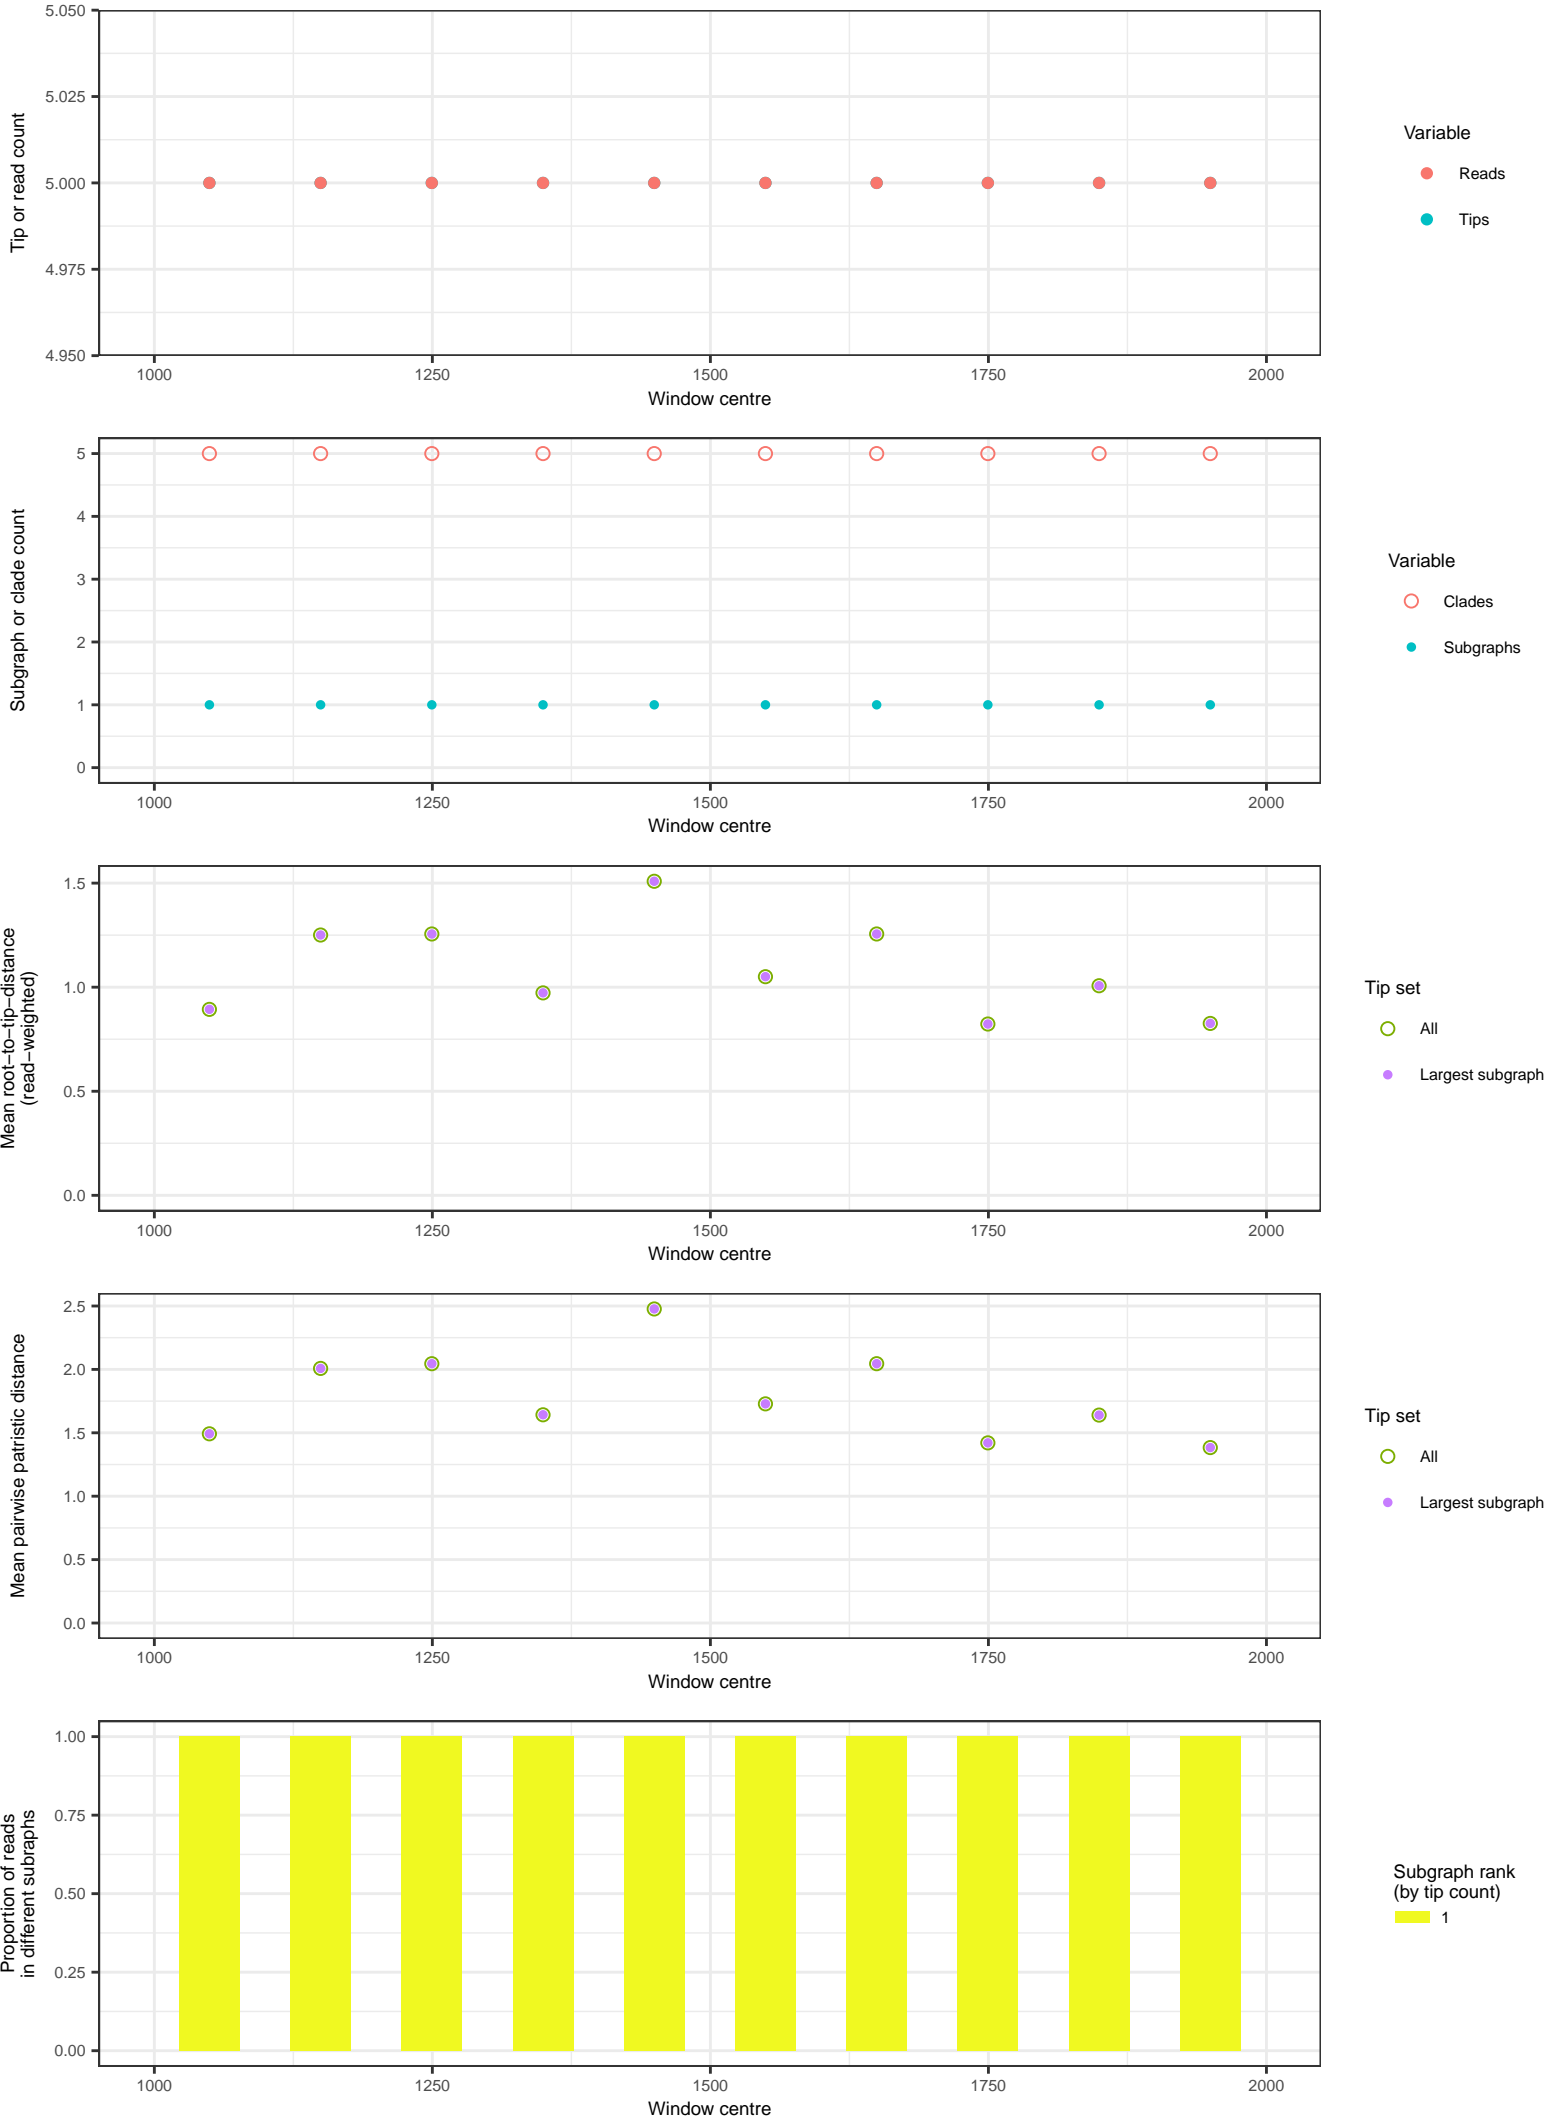 5.050
5.025
5.000
4.975
4.950
Tip or read count
1000 1250 1500 1750 2000
Window centre
Variable
Reads
Tips
5
4
3
2
1
0
Subgraph or clade count
1000 1250 1500 1750 2000
Window centre
Variable
Clades
Subgraphs
1.5
1.0
0.5
0.0
Mean root−to−tip−distance
(read−weighted)
1000 1250 1500 1750 2000
Window centre
Tip set
All
Largest subgraph
2.5
2.0
1.5
1.0
0.5
0.0
Mean pairwise patristic distance
1000 1250 1500 1750 2000
Window centre
Tip set
All
Largest subgraph
1.00
0.75
0.50
0.25
0.00
Proportion of reads
in different subraphs
1000 1250 1500 1750 2000
Window centre
Subgraph rank
(by tip count)
1